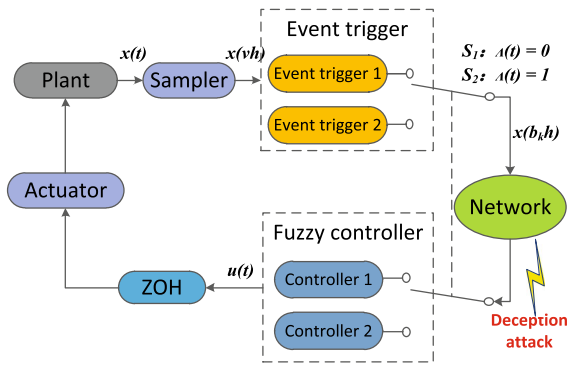 Event trigger
S₁: Λ(t) = 0
S₂: Λ(t) = 1
x(t)
x(vh)
Plant
Sampler
Event trigger 1
Event trigger 2
x(bₖh)
Actuator
Network
Fuzzy controller
u(t)
ZOH
Controller 1
Controller 2
Deception
attack